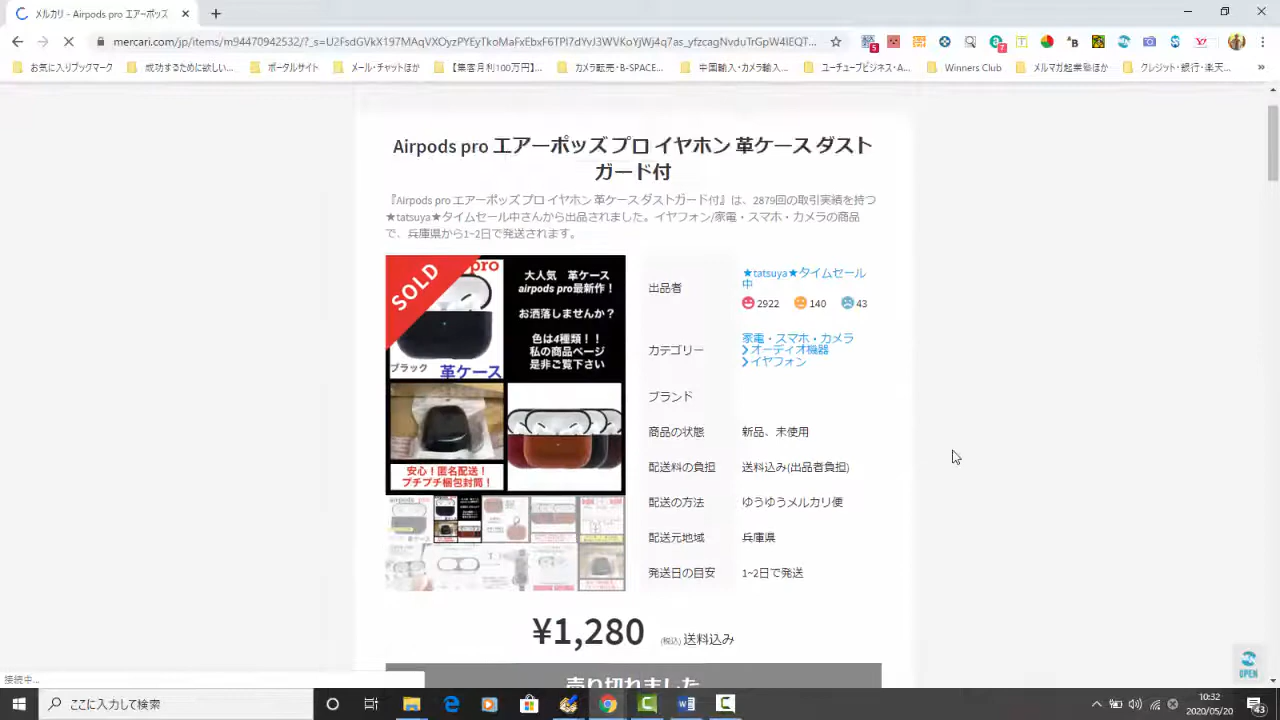 メルカリ - Airpods pro エアーポッズ
お気に入りブックマーク
成功するために欲しい...
ポータルサイト
メール・チャットほか
【集客月利100万円】...
カメラ転売・B-SPACE...
中国輸入・カメラ輸入...
ユーチューブビジネス・A...
Winners Club
メルマガ起業塾ほか
クレジット・銀行・楽天...
»
Airpods pro エアーポッズ プロ イヤホン 革ケース ダスト
ガード付
『Airpods pro エアーポッズ プロ イヤホン 革ケース ダストガード付』は、2879回の取引実績を持つ
★tatsuya★タイムセール中さんから出品されました。イヤフォン/家電・スマホ・カメラの商品
で、兵庫県から1~2日で発送されます。
SOLD
pro
ブラック
革ケース
大人気 革ケース
airpods pro最新作！
お洒落しませんか？
色は4種類！！
私の商品ページ
是非ご覧下さい
安心！匿名配送！
プチプチ梱包封筒！
出品者
★tatsuya★タイムセール
中
2922 140 43
カテゴリー
家電・スマホ・カメラ
オーディオ機器
イヤフォン
ブランド
商品の状態 新品、未使用
配送料の負担 送料込み(出品者負担)
配送の方法 ゆうゆうメルカリ便
配送元地域 兵庫県
発送日の目安 1~2日で発送
¥1,280 (税込) 送料込み
売り切れました
OPEN
接続中...
ここに入力して検索
10:32
2020/05/20
43